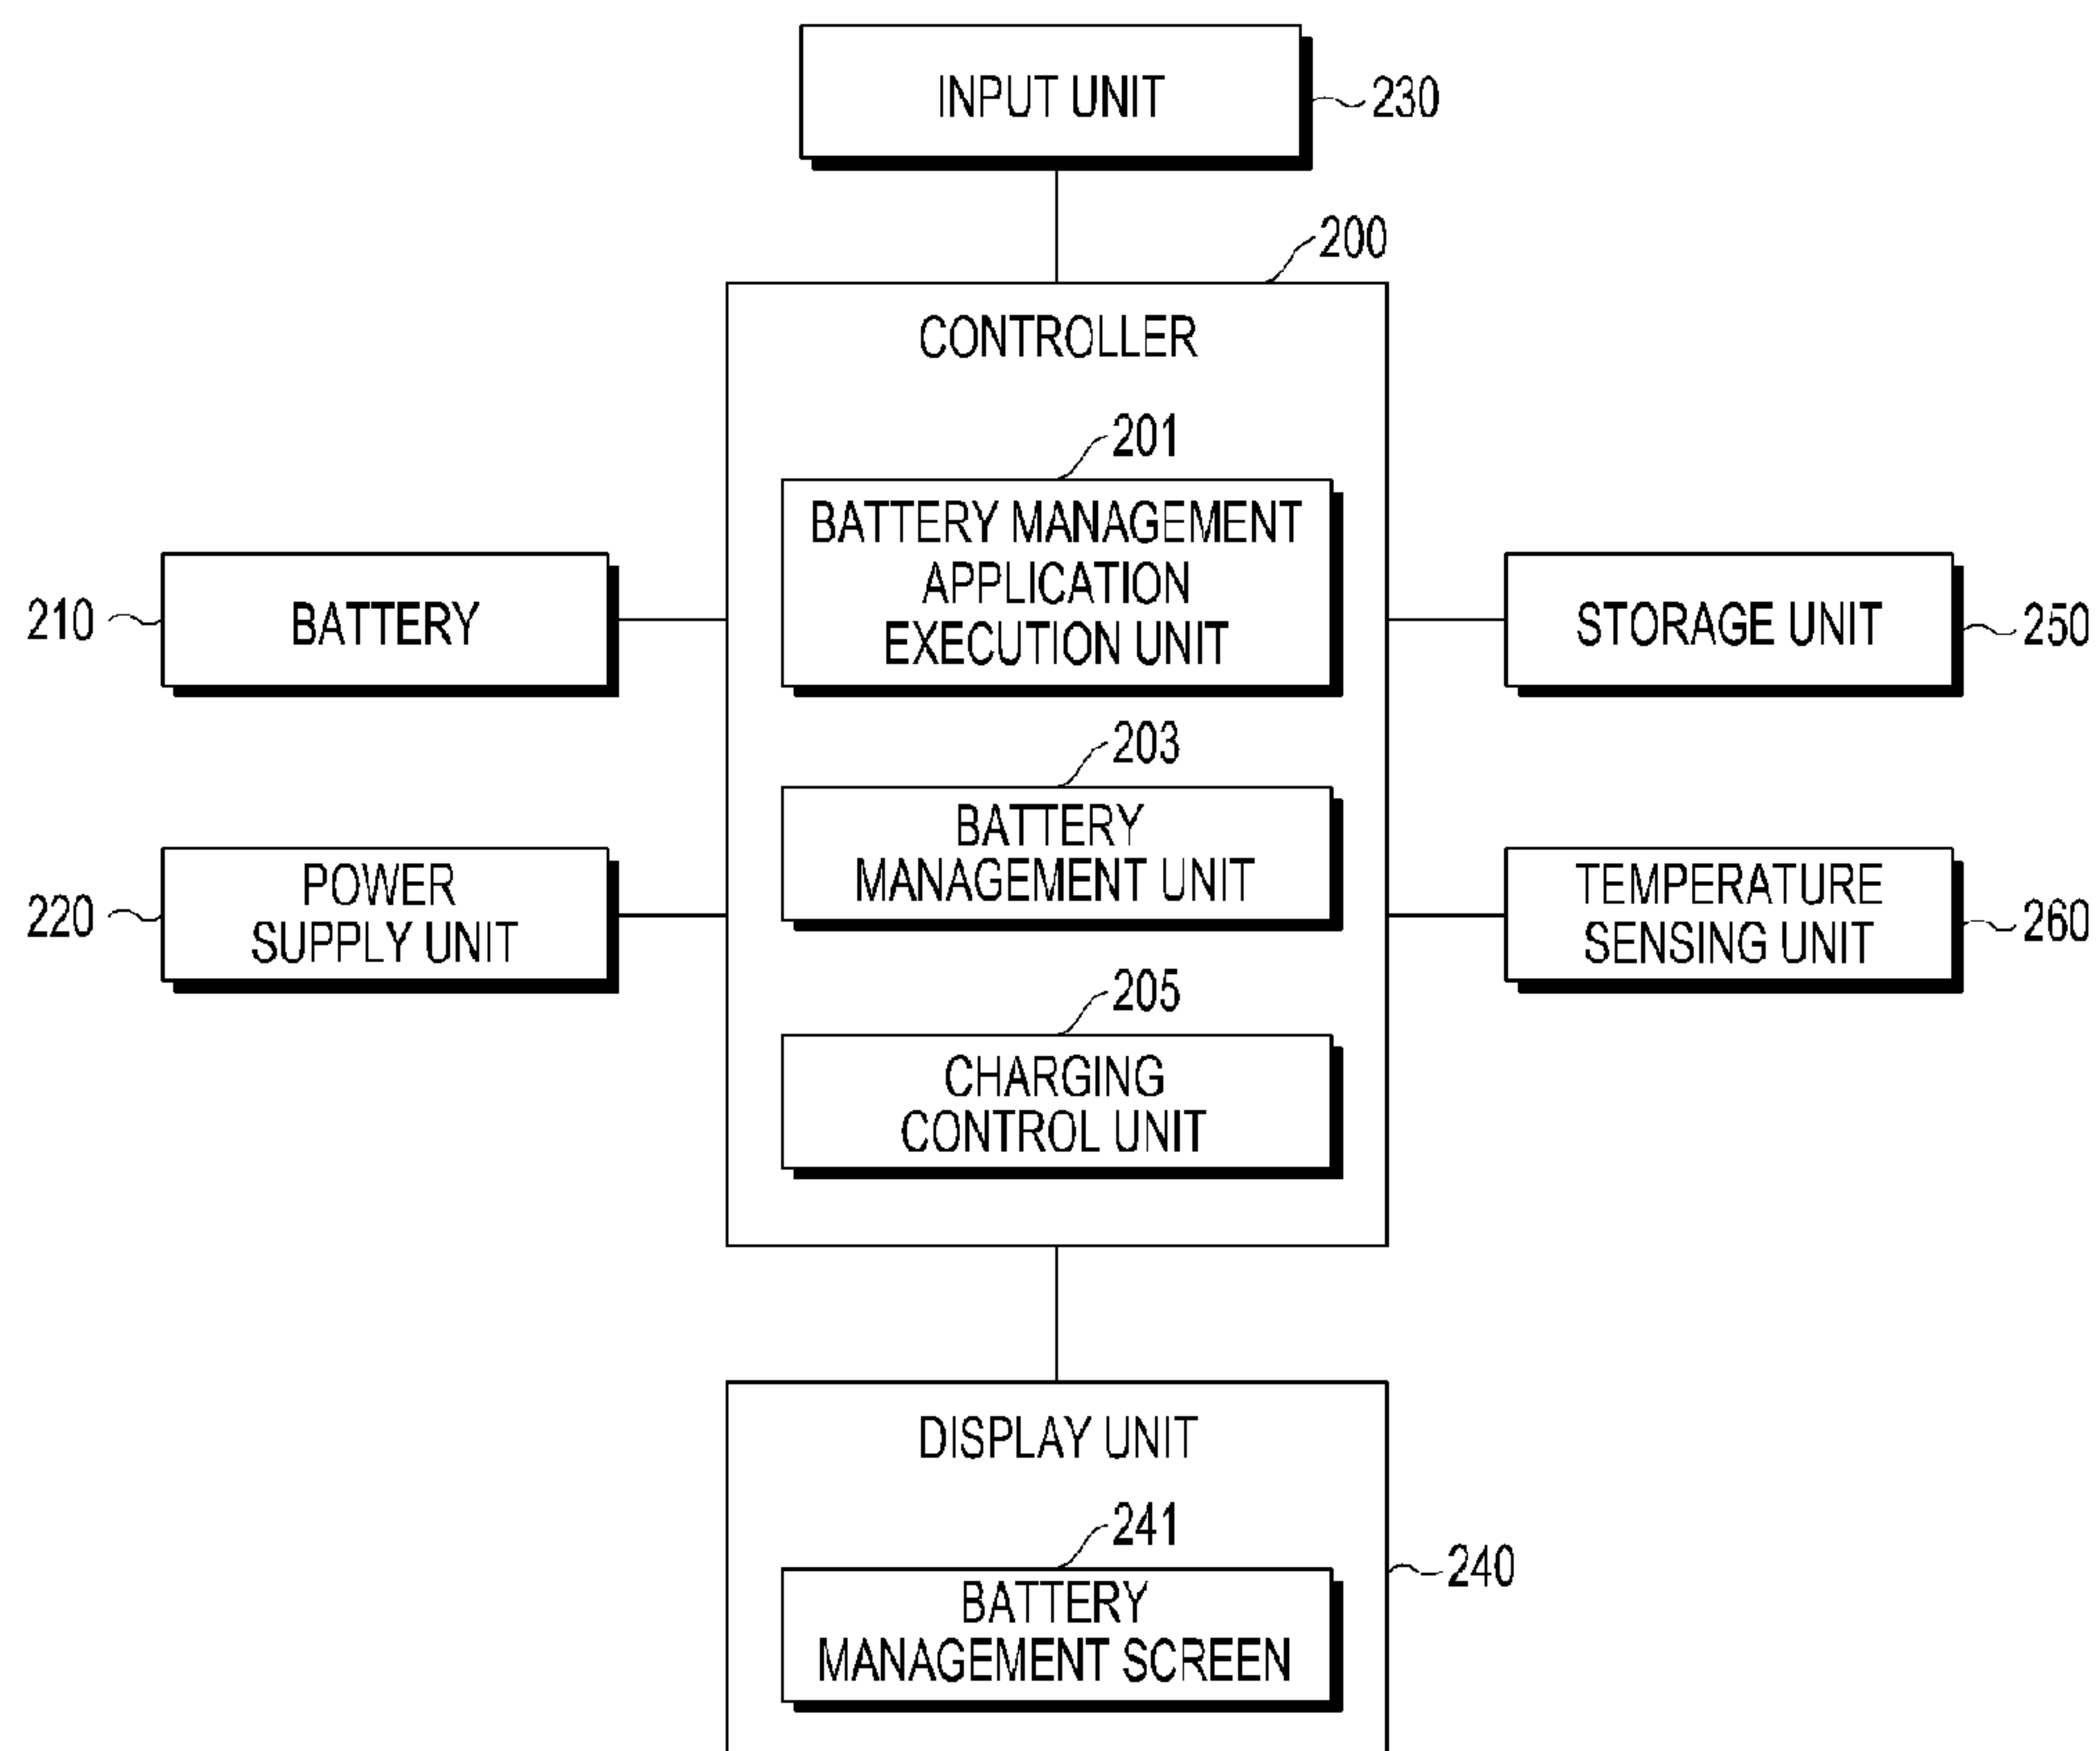 INPUT UNIT
230
200
CONTROLLER
201
BATTERY MANAGEMENT
APPLICATION
EXECUTION UNIT
210
BATTERY
STORAGE UNIT
250
203
BATTERY
MANAGEMENT UNIT
220
POWER
SUPPLY UNIT
TEMPERATURE
SENSING UNIT
260
205
CHARGING
CONTROL UNIT
DISPLAY UNIT
241
240
BATTERY
MANAGEMENT SCREEN